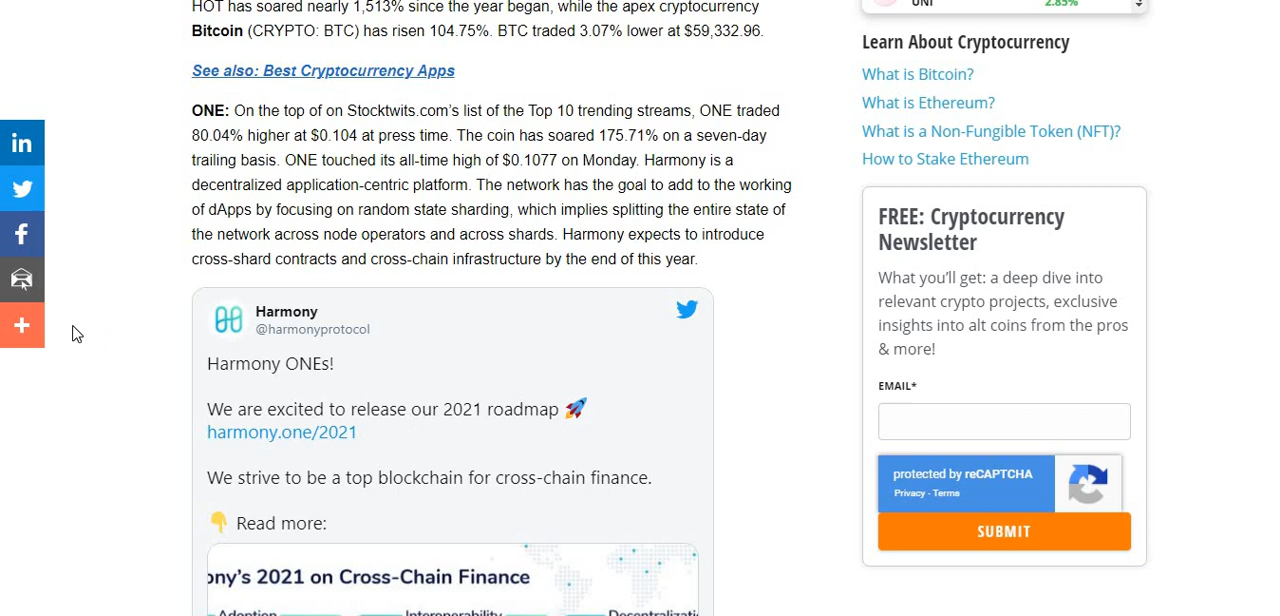 HOT has soared nearly 1,513% since the year began, while the apex cryptocurrency
Bitcoin (CRYPTO: BTC) has risen 104.75%. BTC traded 3.07% lower at $59,332.96.
See also: Best Cryptocurrency Apps
ONE: On the top of on Stocktwits.com’s list of the Top 10 trending streams, ONE traded
80.04% higher at $0.104 at press time. The coin has soared 175.71% on a seven-day
trailing basis. ONE touched its all-time high of $0.1077 on Monday. Harmony is a
decentralized application-centric platform. The network has the goal to add to the working
of dApps by focusing on random state sharding, which implies splitting the entire state of
the network across node operators and across shards. Harmony expects to introduce
cross-shard contracts and cross-chain infrastructure by the end of this year.
Harmony
@harmonyprotocol
Harmony ONEs!
We are excited to release our 2021 roadmap 🚀
harmony.one/2021
We strive to be a top blockchain for cross-chain finance.
👇 Read more:
ony’s 2021 on Cross-Chain Finance
Adoption Interoperability Decentralizati
UNI 2.85%
Learn About Cryptocurrency
What is Bitcoin?
What is Ethereum?
What is a Non-Fungible Token (NFT)?
How to Stake Ethereum
FREE: Cryptocurrency
Newsletter
What you’ll get: a deep dive into
relevant crypto projects, exclusive
insights into alt coins from the pros
& more!
EMAIL*
protected by reCAPTCHA
Privacy - Terms
SUBMIT
in
f
+